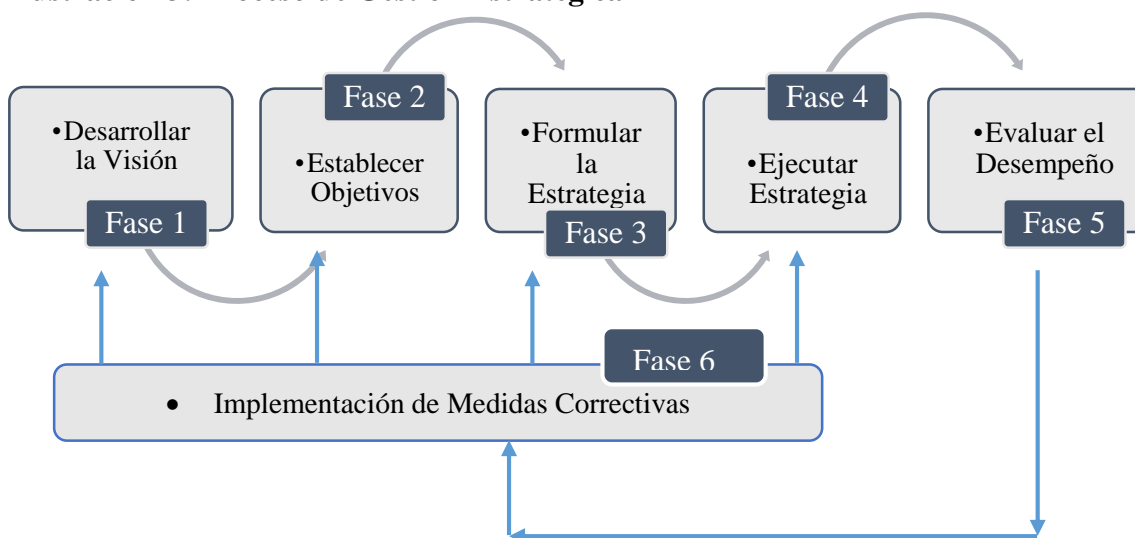 Fase 2
Fase 4
•Desarrollar
la Visión
•Establecer
Objetivos
•Formular
la
Estrategia
•Ejecutar
Estrategia
•Evaluar el
Desempeño
Fase 1
Fase 3
Fase 5
Fase 6
• Implementación de Medidas Correctivas